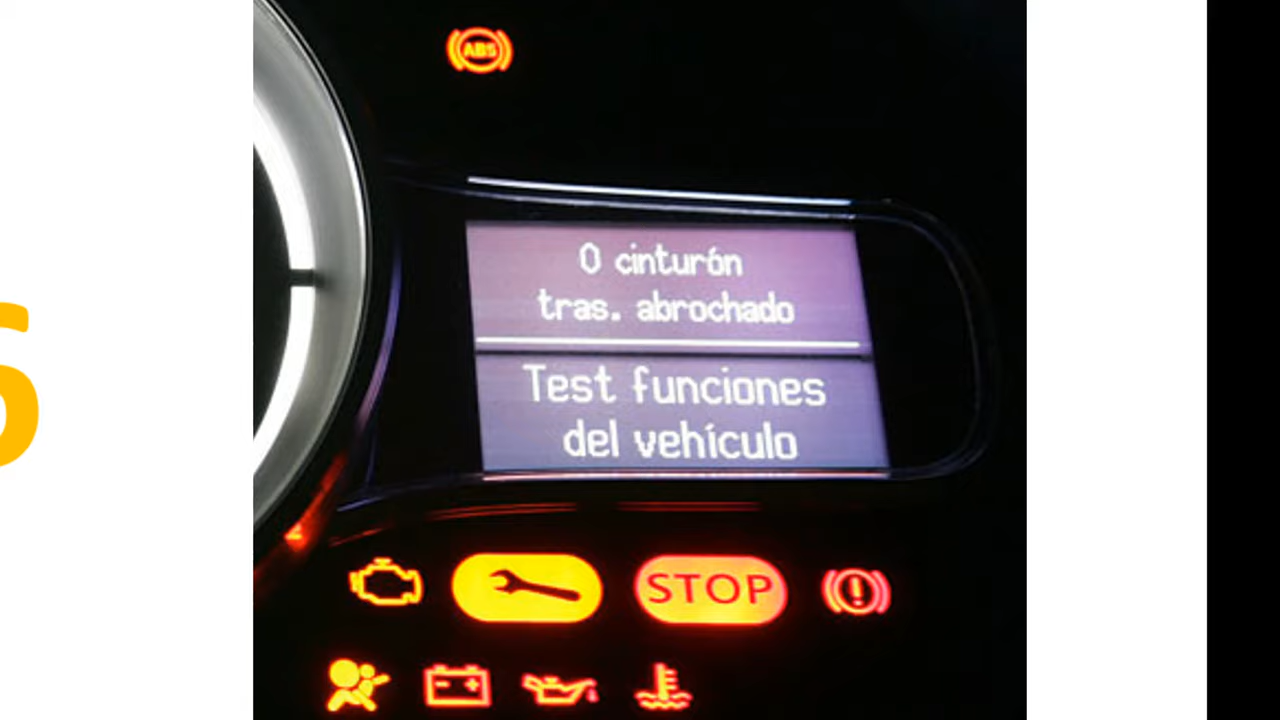 ABS
0 cinturón
tras. abrochado
Test funciones
del vehículo
STOP